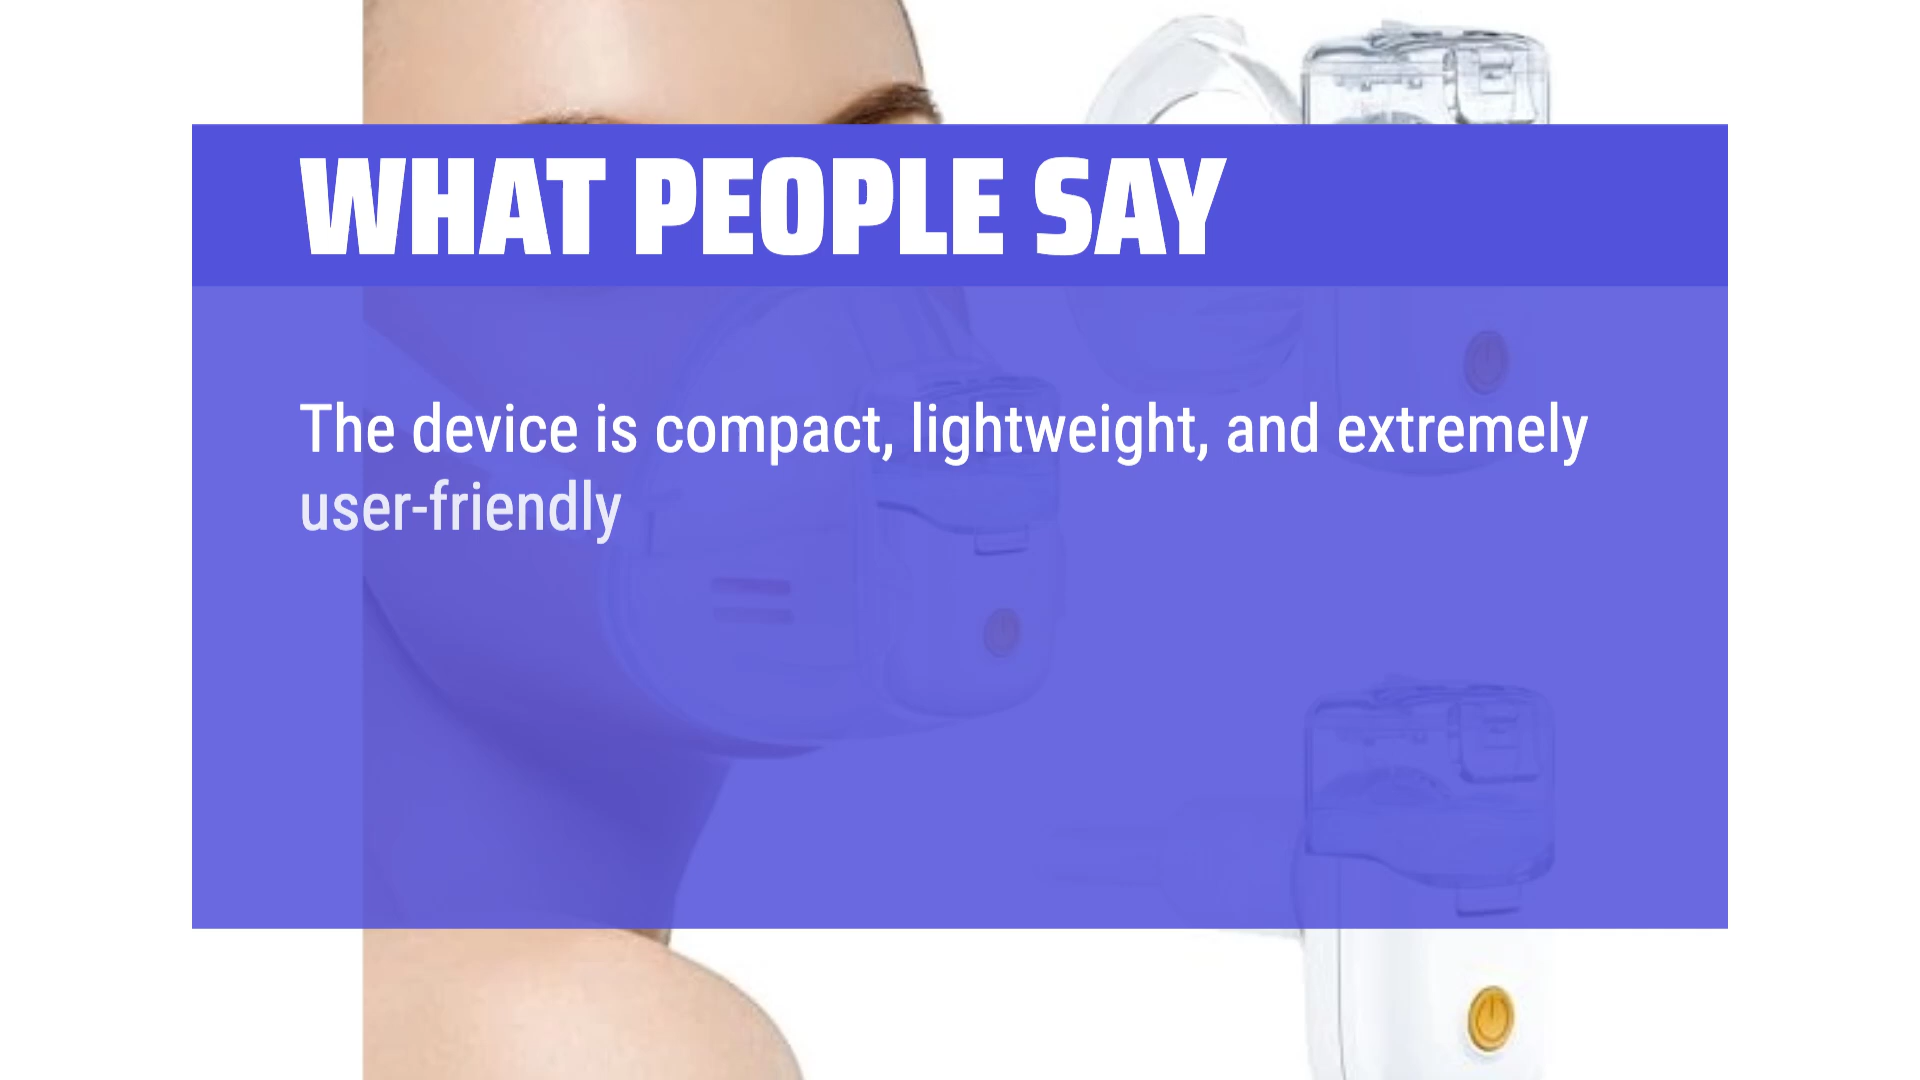 WHAT PEOPLE SAY
The device is compact, lightweight, and extremely
user-friendly